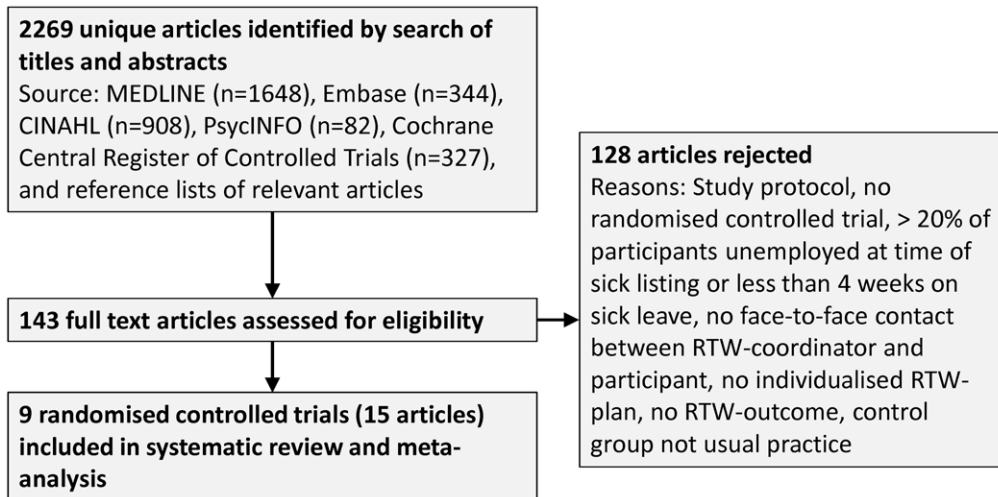 2269 unique articles identified by search of
titles and abstracts
Source: MEDLINE (n=1648), Embase (n=344),
CINAHL (n=908), PsycINFO (n=82), Cochrane
Central Register of Controlled Trials (n=327),
and reference lists of relevant articles
143 full text articles assessed for eligibility
128 articles rejected
Reasons: Study protocol, no
randomised controlled trial, > 20% of
participants unemployed at time of
sick listing or less than 4 weeks on
sick leave, no face-to-face contact
between RTW-coordinator and
participant, no individualised RTW-
plan, no RTW-outcome, control
group not usual practice
9 randomised controlled trials (15 articles)
included in systematic review and meta-
analysis